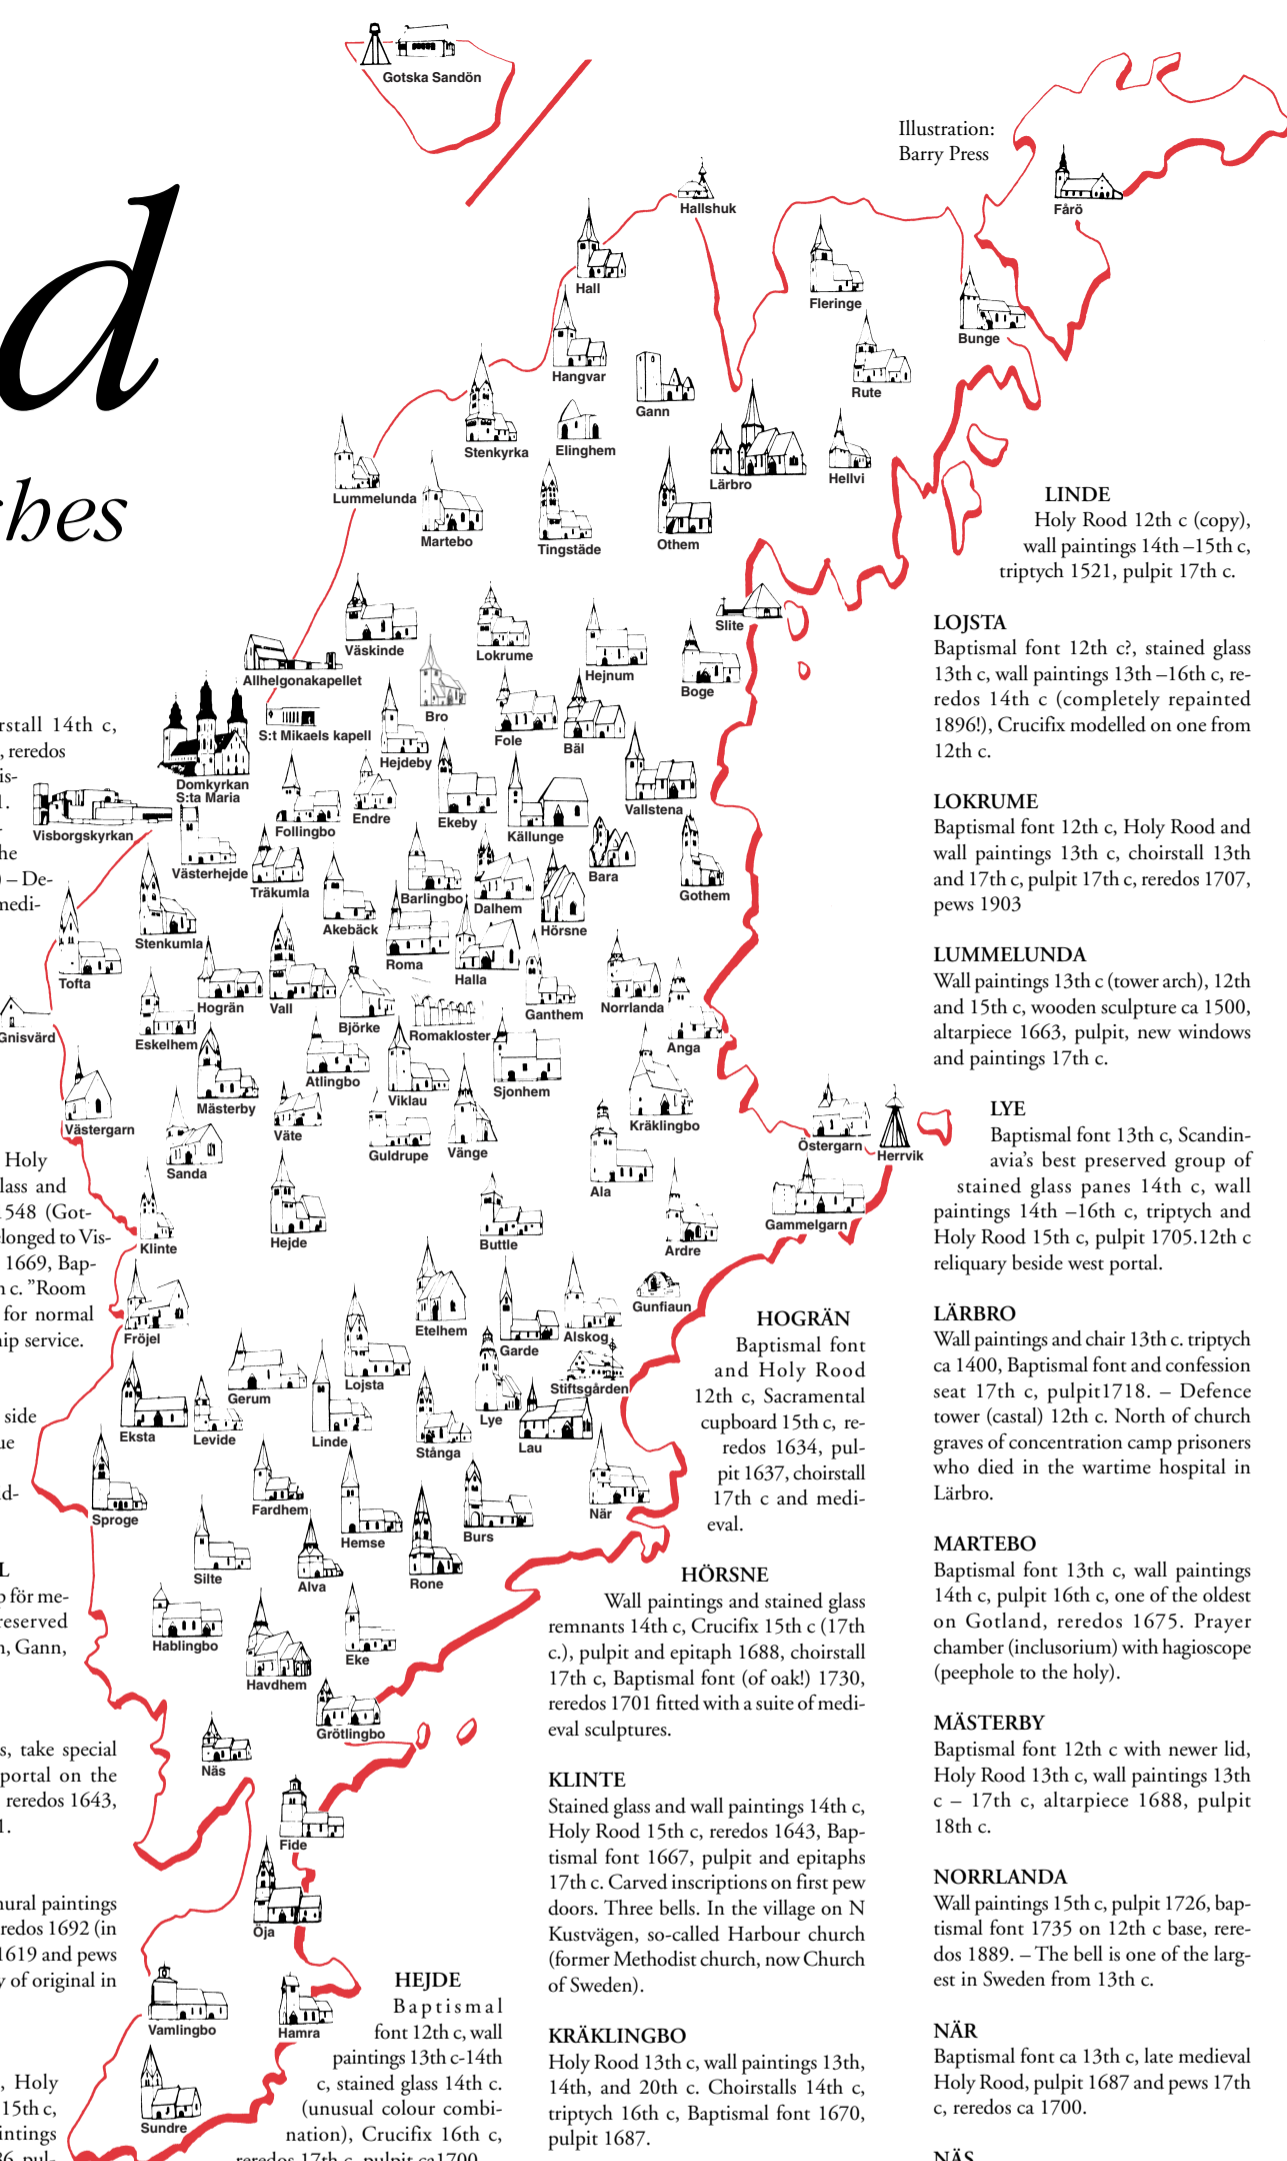 Gotska Sandön
Illustration:
Barry Press
d
ches
Hallshuk
Fårö
Hall
Fleringe
Bunge
Hangvar
Rute
Gann
Stenkyrka
Elinghem
Lärbro
Hellvi
Lummelunda
Martebo
Tingstäde
Othem
Slite
Väskinde
Lokrume
Hejnum
Boge
Allhelgonakapellet
Bro
S:t Mikaels kapell
Fole
Bäl
Hejdeby
Domkyrkan
S:ta Maria
Vallstena
Visborgskyrkan
Follingbo
Endre
Ekeby
Källunge
Västerhejde
Träkumla
Barlingbo
Dalhem
Bara
Gothem
Akebäck
Hörsne
Stenkumla
Roma
Halla
Tofta
Hogrän
Vall
Björke
Romakloster
Ganthem
Norrlanda
Gnisvärd
Eskelhem
Anga
Atlingbo
Viklau
Sjonhem
Mästerby
Västergarn
Väte
Guldrupe
Vänge
Kräklingbo
Östergarn
Herrvik
Sanda
Ala
Gammelgarn
Klinte
Hejde
Buttle
Ardre
Gunfiaun
Fröjel
Etelhem
Garde
Alskog
Gerum
Lojsta
Stiftsgården
Eksta
Levide
Linde
Stånga
Lye
Lau
Sproge
Fardhem
Hemse
Burs
När
Silte
Alva
Rone
Hablingbo
Eke
Havdhem
Grötlingbo
Näs
Fide
Öja
Vamlingbo
Hamra
Sundre
rstall 14th c,
, reredos
is-
1.
-
he
) – De-
medi-
Holy
lass and
1548 (Got-
elonged to Vis-
1669, Bap-
h c. ”Room
for normal
hip service.
side
ue
ld-
L
p för me-
reserved
n, Gann,
s, take special
portal on the
reredos 1643,
1.
mural paintings
redos 1692 (in
1619 and pews
y of original in
, Holy
15th c,
intings
86, pul-
HEJDE
Baptismal
font 12th c, wall
paintings 13th c-14th
c, stained glass 14th c.
(unusual colour combi-
nation), Crucifix 16th c,
reredos 17th c, pulpit ca1700
HOGRÄN
Baptismal font
and Holy Rood
12th c, Sacramental
cupboard 15th c, re-
redos 1634, pul-
pit 1637, choirstall
17th c and medi-
eval.
HÖRSNE
Wall paintings and stained glass
remnants 14th c, Crucifix 15th c (17th
c.), pulpit and epitaph 1688, choirstall
17th c, Baptismal font (of oak!) 1730,
reredos 1701 fitted with a suite of medi-
eval sculptures.
KLINTE
Stained glass and wall paintings 14th c,
Holy Rood 15th c, reredos 1643, Bap-
tismal font 1667, pulpit and epitaphs
17th c. Carved inscriptions on first pew
doors. Three bells. In the village on N
Kustvägen, so-called Harbour church
(former Methodist church, now Church
of Sweden).
KRÄKLINGBO
Holy Rood 13th c, wall paintings 13th,
14th, and 20th c. Choirstalls 14th c,
triptych 16th c, Baptismal font 1670,
pulpit 1687.
LINDE
Holy Rood 12th c (copy),
wall paintings 14th –15th c,
triptych 1521, pulpit 17th c.
LOJSTA
Baptismal font 12th c?, stained glass
13th c, wall paintings 13th –16th c, re-
redos 14th c (completely repainted
1896!), Crucifix modelled on one from
12th c.
LOKRUME
Baptismal font 12th c, Holy Rood and
wall paintings 13th c, choirstall 13th
and 17th c, pulpit 17th c, reredos 1707,
pews 1903
LUMMELUNDA
Wall paintings 13th c (tower arch), 12th
and 15th c, wooden sculpture ca 1500,
altarpiece 1663, pulpit, new windows
and paintings 17th c.
LYE
Baptismal font 13th c, Scandin-
avia’s best preserved group of
stained glass panes 14th c, wall
paintings 14th –16th c, triptych and
Holy Rood 15th c, pulpit 1705.12th c
reliquary beside west portal.
LÄRBRO
Wall paintings and chair 13th c. triptych
ca 1400, Baptismal font and confession
seat 17th c, pulpit1718. – Defence
tower (castal) 12th c. North of church
graves of concentration camp prisoners
who died in the wartime hospital in
Lärbro.
MARTEBO
Baptismal font 13th c, wall paintings
14th c, pulpit 16th c, one of the oldest
on Gotland, reredos 1675. Prayer
chamber (inclusorium) with hagioscope
(peephole to the holy).
MÄSTERBY
Baptismal font 12th c with newer lid,
Holy Rood 13th c, wall paintings 13th
c – 17th c, altarpiece 1688, pulpit
18th c.
NORRLANDA
Wall paintings 15th c, pulpit 1726, bap-
tismal font 1735 on 12th c base, rere-
dos 1889. – The bell is one of the larg-
est in Sweden from 13th c.
NÄR
Baptismal font ca 13th c, late medieval
Holy Rood, pulpit 1687 and pews 17th
c, reredos ca 1700.
NÄS